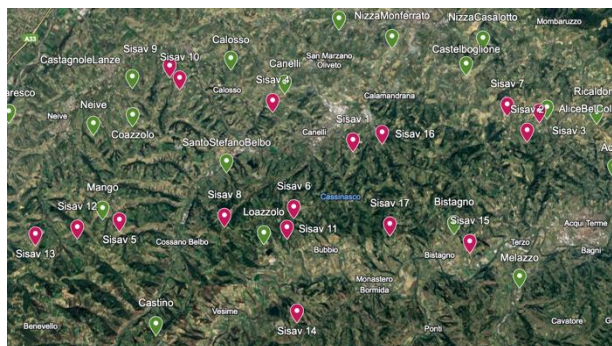 NizzaMonferrato
NizzaCasalotto
Mombaruzzo
A33
Calosso
Sisav 9
Sisav 10
San Marzano
Oliveto
Castelboglione
CastagnoleLanze
Canelli
Sisav 4
Sisav 7
Ricaldon
aresco
Neive
Neive
Calosso
Calamandrana
Sisav 2
AliceBelCol
Coazzolo
Sisav 1
Canelli
Sisav 16
Sisav 3
SantoStefanoBelbo
Ac
Mango
Sisav 12
Sisav 8
Sisav 6
Cassinasco
Sisav 17
Bistagno
Sisav 13
Sisav 5
Cossano Belbo
Loazzolo
Sisav 11
Bubbio
Sisav 15
Bistagno
Terzo
Acqui Terme
Bagni
Monastero
Bormida
Melazzo
Castino
Vesime
Sisav 14
Benevello
Ponti
Cavatore
G